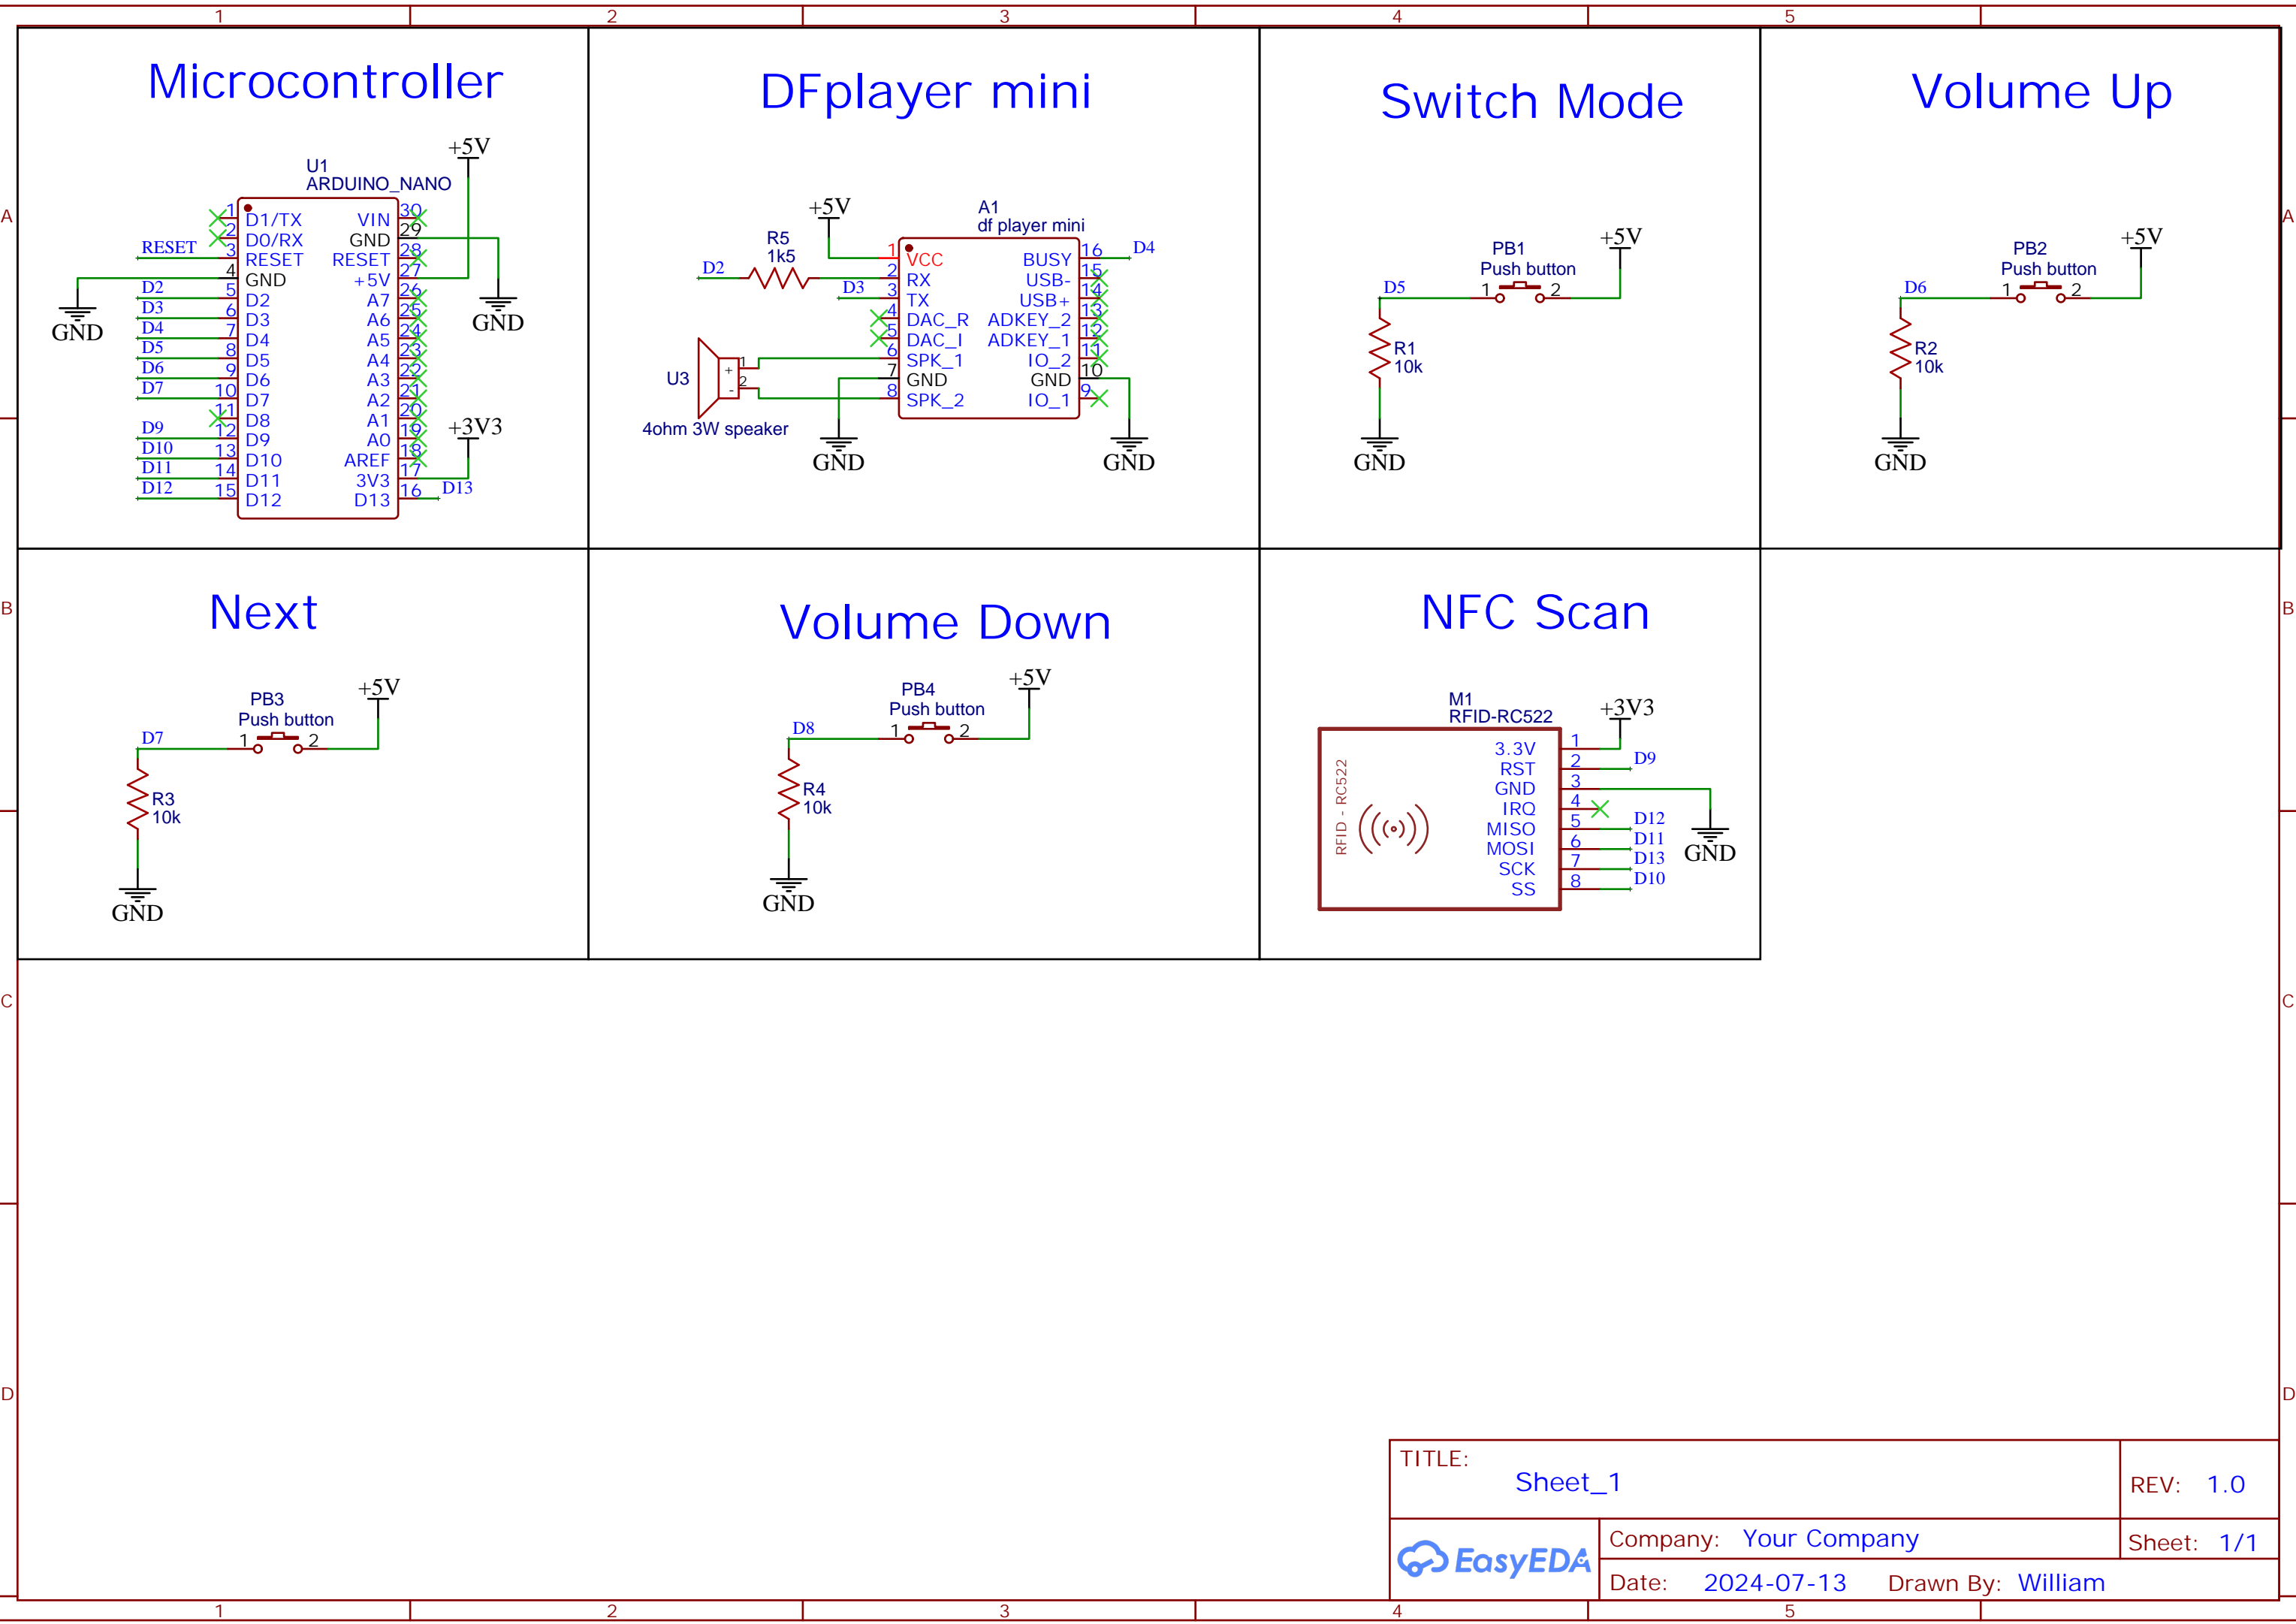 1 2 3 4 5
A
B
C
D
Microcontroller
U1
ARDUINO_NANO
+5V
RESET
GND
D2
D3
D4
D5
D6
D7
D9
D10
D11
D12
1 D1/TX
2 D0/RX
3 RESET
4 GND
5 D2
6 D3
7 D4
8 D5
9 D6
10 D7
11 D8
12 D9
13 D10
14 D11
15 D12
VIN 30
GND 29
RESET 28
+5V 27
A7 26
A6 25
A5 24
A4 23
A3 22
A2 21
A1 20
A0 19
AREF 18
3V3 17
D13 16
GND
+3V3
D13
DFplayer mini
+5V
A1
df player mini
R5
1k5
D2
D3
1 VCC
2 RX
3 TX
4 DAC_R
5 DAC_I
6 SPK_1
7 GND
8 SPK_2
BUSY 16
USB- 15
USB+ 14
ADKEY_2 13
ADKEY_1 12
IO_2 11
GND 10
IO_1 9
D4
U3
+ 1
- 2
4ohm 3W speaker
GND
GND
Switch Mode
PB1
Push button
+5V
D5
1 2
R1
10k
GND
Volume Up
PB2
Push button
+5V
D6
1 2
R2
10k
GND
Next
PB3
Push button
+5V
D7
1 2
R3
10k
GND
Volume Down
PB4
Push button
+5V
D8
1 2
R4
10k
GND
NFC Scan
M1
RFID-RC522
+3V3
RFID - RC522
3.3V 1
RST 2 D9
GND 3
IRQ 4
MISO 5 D12
MOSI 6 D11
SCK 7 D13
SS 8 D10
GND
A
B
C
D
TITLE:
Sheet_1
REV: 1.0
EasyEDA
Company: Your Company
Sheet: 1/1
Date: 2024-07-13 Drawn By: William
1 2 3 4 5